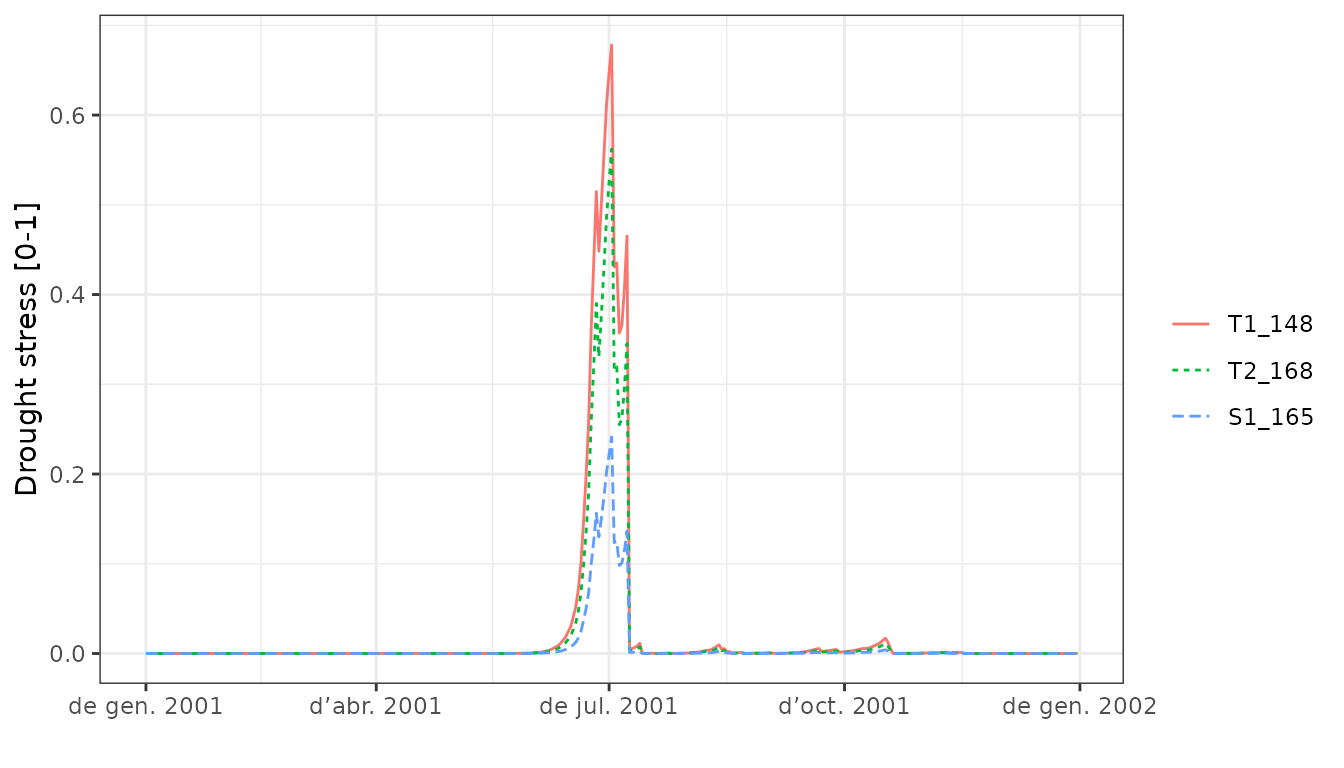 Drought stress [0-1]
0.6
0.4
0.2
0.0
de gen. 2001
d’abr. 2001
de jul. 2001
d’oct. 2001
de gen. 2002
T1_148
T2_168
S1_165